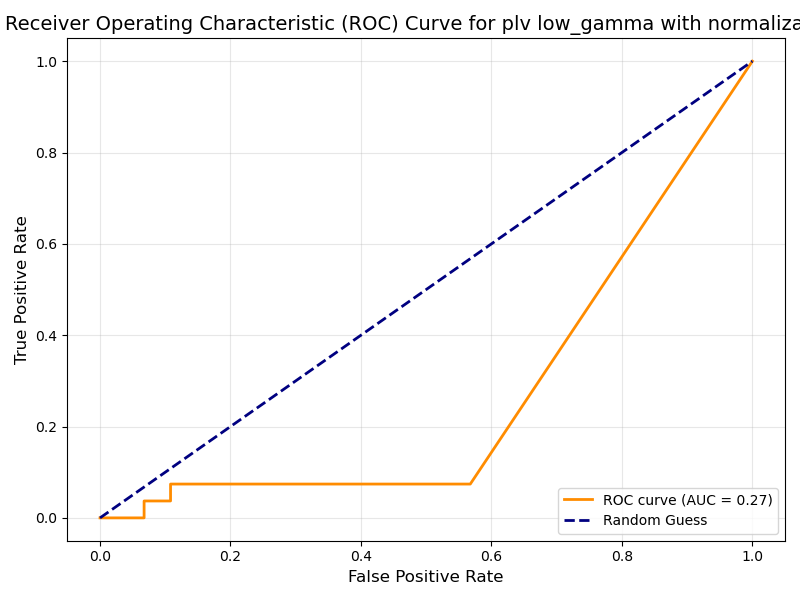 Receiver Operating Characteristic (ROC) Curve for plv low_gamma with normaliza
1.0
0.8
0.6
0.4
0.2
0.0
True Positive Rate
ROC curve (AUC = 0.27)
Random Guess
0.0 0.2 0.4 0.6 0.8 1.0
False Positive Rate